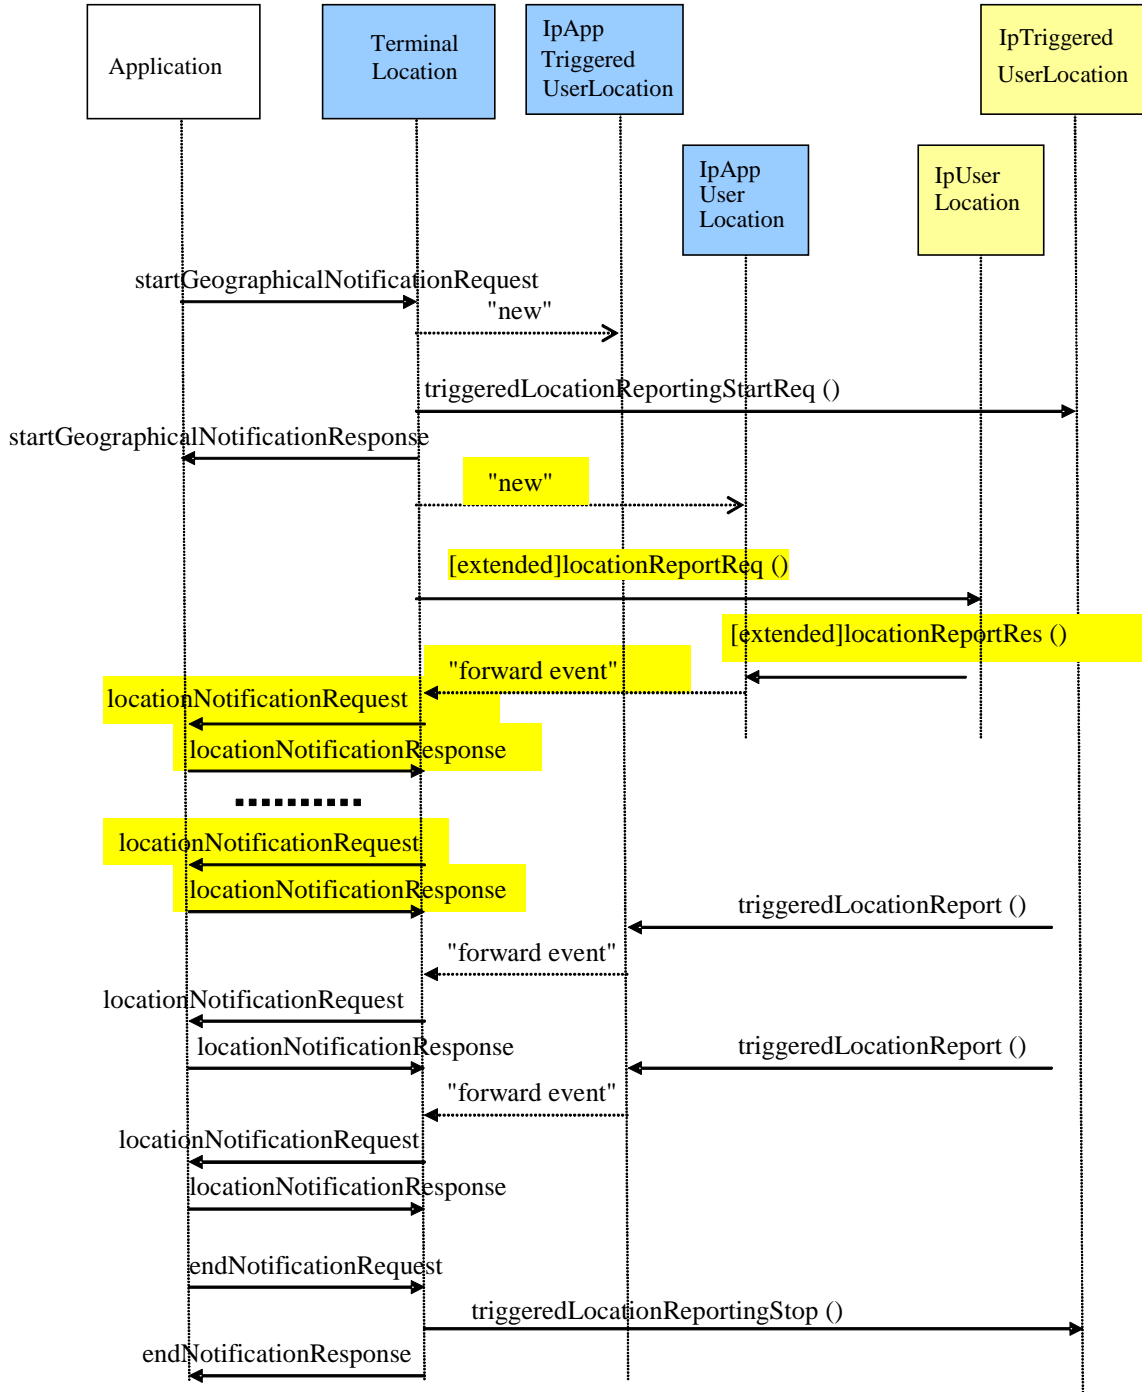 Application
Terminal
Location
IpApp
Triggered
UserLocation
IpTriggered
UserLocation
IpApp
User
Location
IpUser
Location
startGeographicalNotificationRequest
"new"
triggeredLocationReportingStartReq ()
startGeographicalNotificationResponse
"new"
[extended]locationReportReq ()
[extended]locationReportRes ()
"forward event"
locationNotificationRequest
locationNotificationResponse
..........
locationNotificationRequest
locationNotificationResponse
triggeredLocationReport ()
"forward event"
locationNotificationRequest
locationNotificationResponse
triggeredLocationReport ()
"forward event"
locationNotificationRequest
locationNotificationResponse
endNotificationRequest
triggeredLocationReportingStop ()
endNotificationResponse